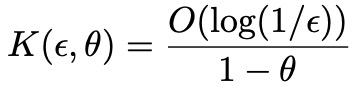 K(ϵ, θ) = O(log(1/ϵ)) / (1 − θ)